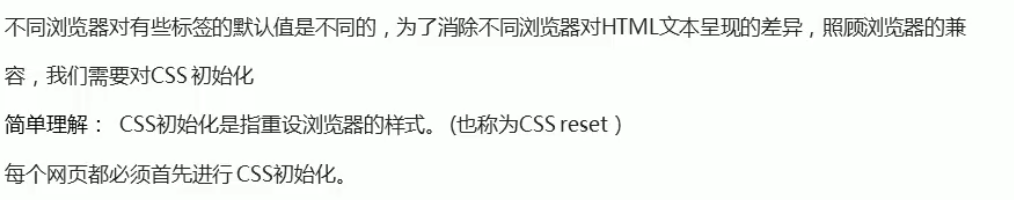 不同浏览器对有些标签的默认值是不同的，为了消除不同浏览器对HTML文本呈现的差异，照顾浏览器的兼
容，我们需要对CSS 初始化
简单理解： CSS初始化是指重设浏览器的样式。 (也称为CSS reset ）
每个网页都必须首先进行 CSS初始化。